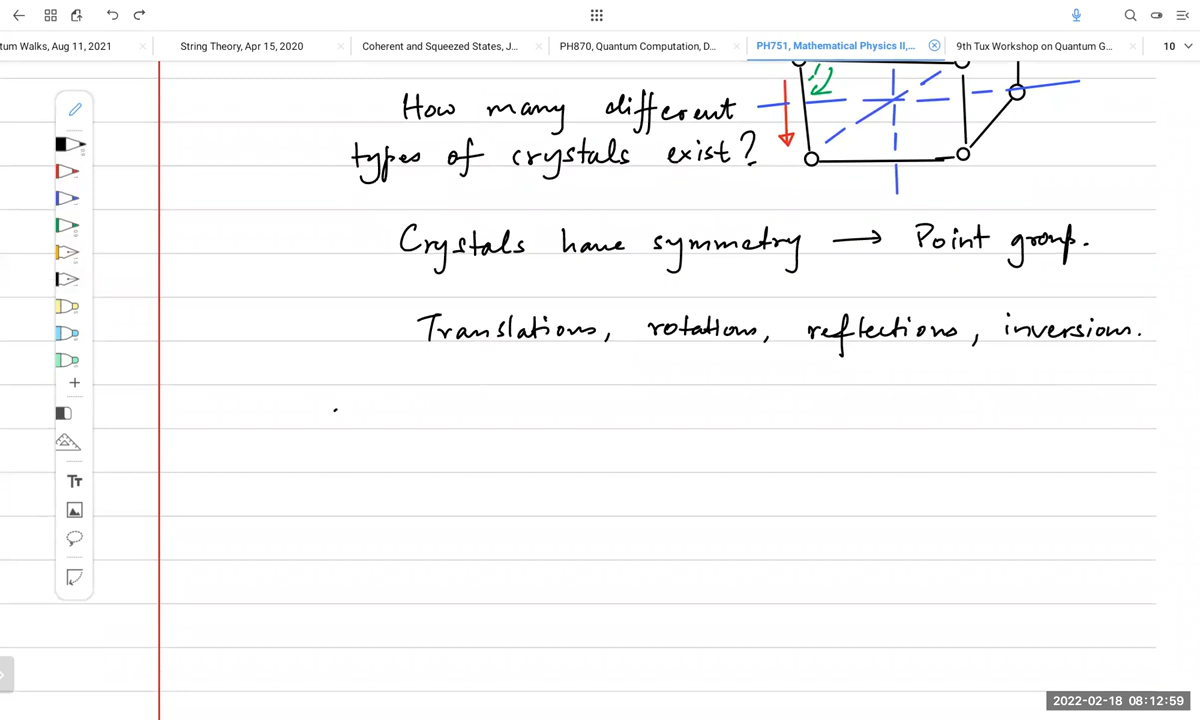 tum Walks, Aug 11, 2021
String Theory, Apr 15, 2020
Coherent and Squeezed States, J...
PH870, Quantum Computation, D...
PH751, Mathematical Physics II,...
9th Tux Workshop on Quantum G...
10
How many different
types of crystals exist?
Crystals have symmetry → Point group.
Translations, rotations, reflections, inversions.
Tт
2022-02-18 08:12:59